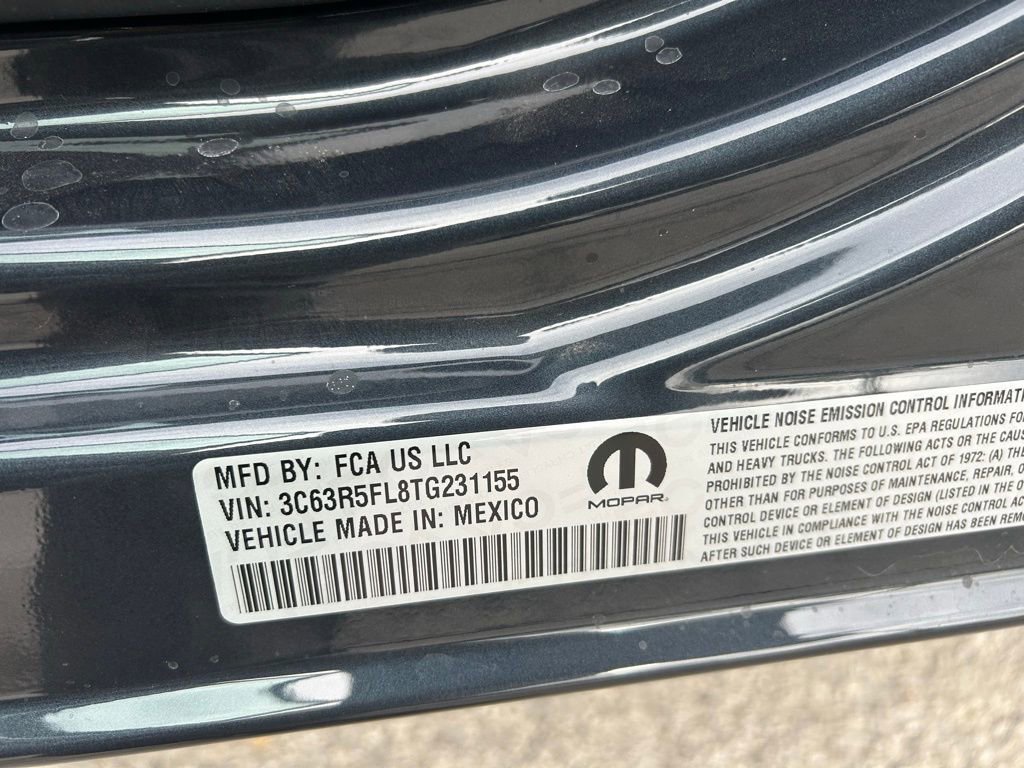 MFD BY: FCA US LLC
VIN: 3C63R5FL8TG231155
VEHICLE MADE IN: MEXICO
MOPAR
VEHICLE NOISE EMISSION CONTROL INFORMATI
THIS VEHICLE CONFORMS TO U.S. EPA REGULATIONS FO
AND HEAVY TRUCKS. THE FOLLOWING ACTS OR THE CAUS
PROHIBITED BY THE NOISE CONTROL ACT OF 1972: (A) THE
OTHER THAN FOR PURPOSES OF MAINTENANCE, REPAIR, O
CONTROL DEVICE OR ELEMENT OF DESIGN (LISTED IN THE O
THIS VEHICLE IN COMPLIANCE WITH THE NOISE CONTROL AC
AFTER SUCH DEVICE OR ELEMENT OF DESIGN HAS BEEN REMO